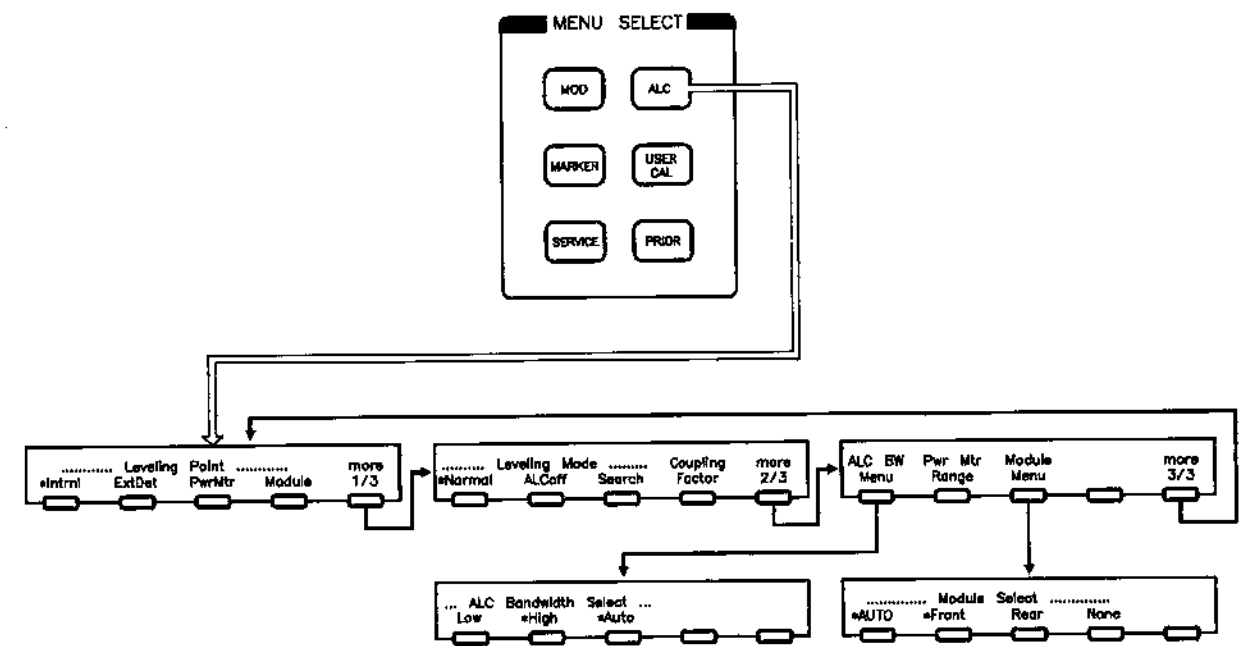 MENU SELECT
MOD ALC
MARKER USER CAL
SERVICE PRIOR
............ Leveling Point ............ more
*Intrnl ExtDet PwrMtr Module 1/3
......... Leveling Mode ....... Coupling more
*Normal ALCoff Search Factor 2/3
ALC BW Pwr Mtr Module more
Menu Range Menu 3/3
... ALC Bandwidth Select ...
Low *High *Auto
............. Module Select .............
*AUTO *Front Rear None